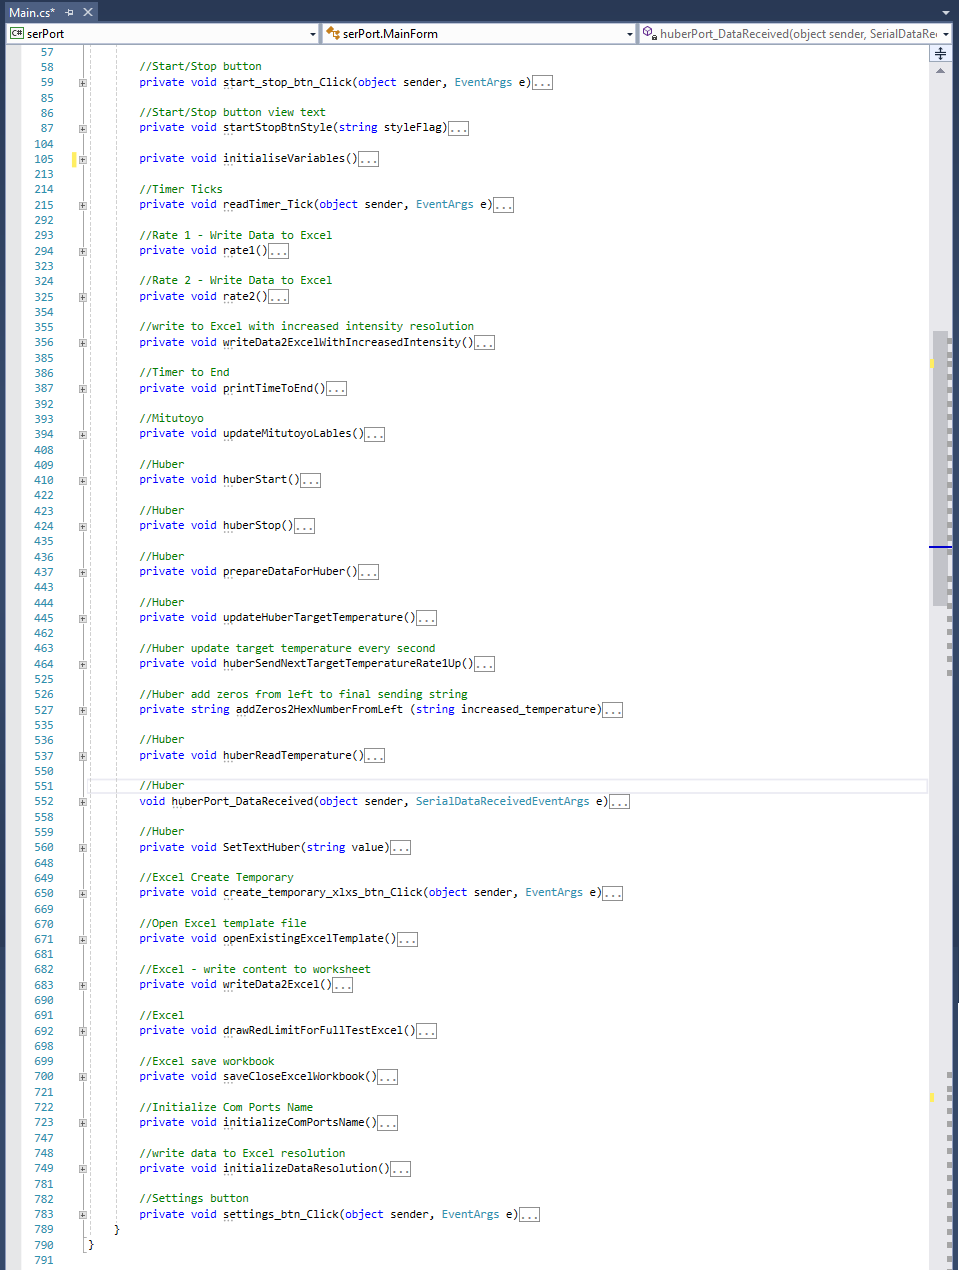 Main.cs*
C# serPort
serPort.MainForm
huberPort_DataReceived(object sender, SerialDataRe
57
58 //Start/Stop button
59 private void start_stop_btn_Click(object sender, EventArgs e)...
85
86 //Start/Stop button view text
87 private void startStopBtnStyle(string styleFlag)...
104
105 private void initialiseVariables()...
213
214 //Timer Ticks
215 private void readTimer_Tick(object sender, EventArgs e)...
292
293 //Rate 1 - Write Data to Excel
294 private void rate1()...
323
324 //Rate 2 - Write Data to Excel
325 private void rate2()...
354
355 //write to Excel with increased intensity resolution
356 private void writeData2ExcelWithIncreasedIntensity()...
385
386 //Timer to End
387 private void printTimeToEnd()...
392
393 //Mitutoyo
394 private void updateMitutoyoLables()...
408
409 //Huber
410 private void huberStart()...
422
423 //Huber
424 private void huberStop()...
435
436 //Huber
437 private void prepareDataForHuber()...
443
444 //Huber
445 private void updateHuberTargetTemperature()...
462
463 //Huber update target temperature every second
464 private void huberSendNextTargetTemperatureRate1Up()...
525
526 //Huber add zeros from left to final sending string
527 private string addZeros2HexNumberFromLeft (string increased_temperature)...
535
536 //Huber
537 private void huberReadTemperature()...
550
551 //Huber
552 void huberPort_DataReceived(object sender, SerialDataReceivedEventArgs e)...
558
559 //Huber
560 private void SetTextHuber(string value)...
648
649 //Excel Create Temporary
650 private void create_temporary_xlxs_btn_Click(object sender, EventArgs e)...
669
670 //Open Excel template file
671 private void openExistingExcelTemplate()...
681
682 //Excel - write content to worksheet
683 private void writeData2Excel()...
690
691 //Excel
692 private void drawRedLimitForFullTestExcel()...
698
699 //Excel save workbook
700 private void saveCloseExcelWorkbook()...
721
722 //Initialize Com Ports Name
723 private void initializeComPortsName()...
747
748 //write data to Excel resolution
749 private void initializeDataResolution()...
781
782 //Settings button
783 private void settings_btn_Click(object sender, EventArgs e)...
789 }
790 }
791